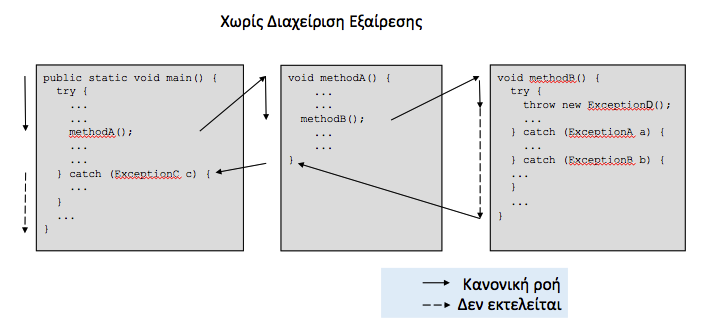 Χωρίς Διαχείριση Εξαίρεσης
public static void main() {
try {
...
...
methodA();
...
...
} catch (ExceptionC c) {
...
}
...
}
void methodA() {
...
...
methodB();
...
...
}
void methodB() {
try {
throw new ExceptionD();
...
} catch (ExceptionA a) {
...
} catch (ExceptionB b) {
...
}
...
}
Κανονική ροή
Δεν εκτελείται